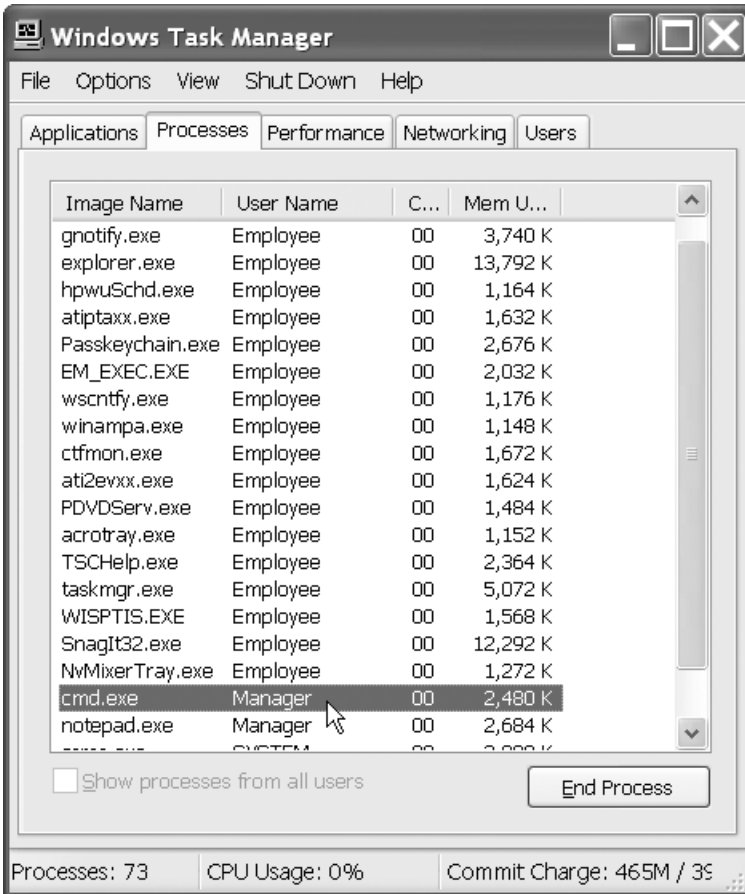 Windows Task Manager
File Options View Shut Down Help
Applications Processes Performance Networking Users
Image Name User Name C... Mem U...
gnotify.exe Employee 00 3,740 K
explorer.exe Employee 00 13,792 K
hpwuSchd.exe Employee 00 1,164 K
atiptaxx.exe Employee 00 1,632 K
Passkeychain.exe Employee 00 2,676 K
EM_EXEC.EXE Employee 00 2,032 K
wscntfy.exe Employee 00 1,176 K
winampa.exe Employee 00 1,148 K
ctfmon.exe Employee 00 1,672 K
ati2evxx.exe Employee 00 1,624 K
PDVDServ.exe Employee 00 1,484 K
acrotray.exe Employee 00 1,152 K
TSCHelp.exe Employee 00 2,364 K
taskmgr.exe Employee 00 5,072 K
WISPTIS.EXE Employee 00 1,568 K
SnagIt32.exe Employee 00 12,292 K
NvMixerTray.exe Employee 00 1,272 K
cmd.exe Manager 00 2,480 K
notepad.exe Manager 00 2,684 K
SYSTEM
Show processes from all users End Process
Processes: 73 CPU Usage: 0% Commit Charge: 465M / 39